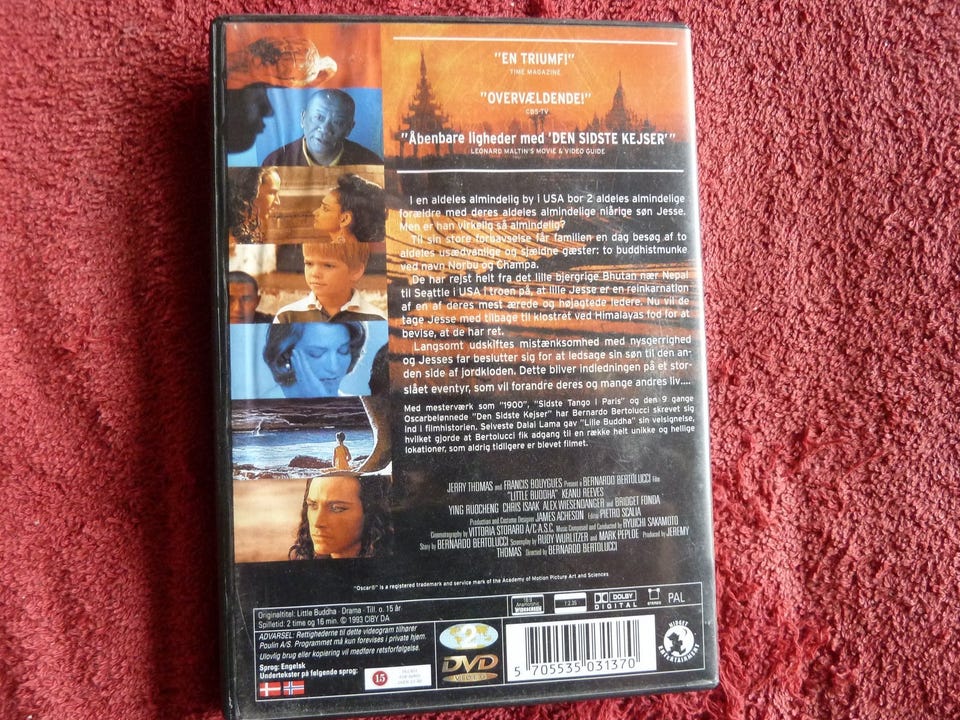 "EN TRIUMF!"
TIME MAGAZINE
"OVERVÆLDENDE!"
CBS-TV
"Åbenbare ligheder med 'DEN SIDSTE KEJSER'"
LEONARD MALTIN'S MOVIE & VIDEO GUIDE
I en aldeles almindelig by i USA bor 2 aldeles almindelige
forældre med deres aldeles almindelige niårige søn Jesse.
Men er han virkelig så almindelig?
Til sin store forbavselse får familien en dag besøg af to
aldeles usædvanlige og sjældne gæster: to buddhistmunke
ved navn Norbu og Champa.
De har rejst helt fra det lille bjergrige Bhutan nær Nepal
til Seattle i USA i troen på, at lille Jesse er en reinkarnation
af en af deres mest ærede og højagtede ledere. Nu vil de
tage Jesse med tilbage til klostret ved Himalayas fod for at
bevise, at de har ret.
Langsomt udskiftes mistænksomhed med nysgerrighed
og Jesses far beslutter sig for at ledsage sin søn til den an-
den side af jordkloden. Dette bliver indledningen på et stor-
slået eventyr, som vil forandre deres og mange andres liv....
Med mesterværk som "1900", "Sidste Tango i Paris" og den 9 gange
Oscarbelønnede "Den Sidste Kejser" har Bernardo Bertolucci skrevet sig
ind i filmhistorien. Selveste Dalai Lama gav "Lille Buddha" sin velsignelse,
hvilket gjorde at Bertolucci fik adgang til en række helt unikke og hellige
lokationer, som aldrig tidligere er blevet filmet.
JERRY THOMAS and FRANCIS BOUYGUES Present a BERNARDO BERTOLUCCI Film
"LITTLE BUDDHA" KEANU REEVES
YING RUOCHENG CHRIS ISAAK ALEX WIESENDANGER and BRIDGET FONDA
Production and Costume Designer JAMES ACHESON Editor PIETRO SCALIA
Cinematography by VITTORIA STORARO A/C-A.S.C. Music Composed and Conducted by RYUICHI SAKAMOTO
Story by BERNARDO BERTOLUCCI Screenplay by RUDY WURLITZER and MARK PEPLOE Produced by JEREMY
THOMAS Directed by BERNARDO BERTOLUCCI
"Oscar®" is a registered trademark and service mark of the Academy of Motion Picture Art and Sciences
Originaltitel: Little Buddha - Drama - Till. o. 15 år.
Spilletid: 2 time og 16 min. © 1993 CIBY DA
16:9
WIDESCREEN
1:2.35
DOLBY
DIGITAL
STEREO
PAL
ADVARSEL: Rettighederne til dette videogram tilhører
Poulin A/S. Programmet må kun forevises i private hjem.
Ulovlig brug eller kopiering vil medføre retsforfølgelse.
Sprog: Engelsk
Undertekster på følgende sprog:
15
2
DVD
VIDEO
5 705535 031370
MIDGET
ENTERTAINMENT